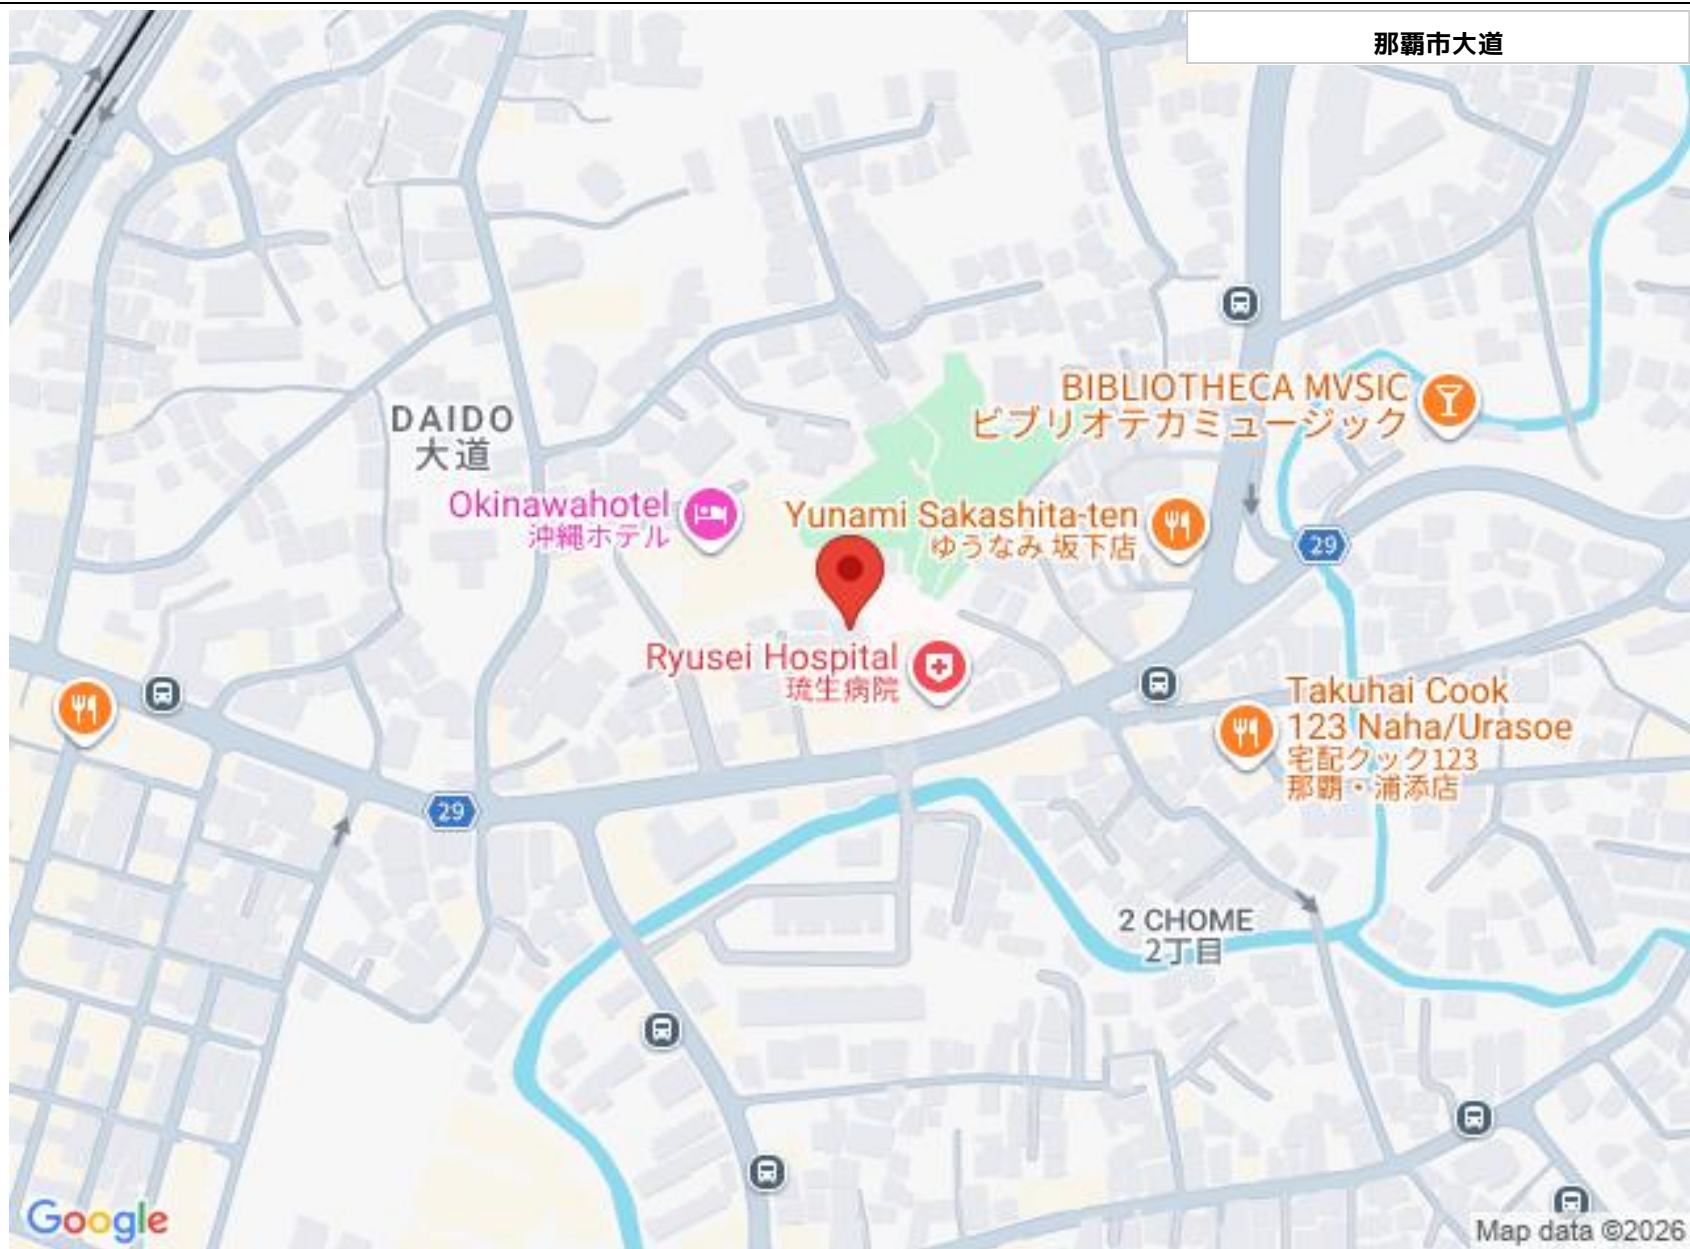 那覇市大道
BIBLIOTHECA MVSIC
ビブリオテカミュージック
DAIDO
大道
Okinawahotel
沖縄ホテル
Yunami Sakashita-ten
ゆうなみ 坂下店
29
Ryusei Hospital
琉生病院
Takuhai Cook
123 Naha/Urasoe
宅配クック123
那覇・浦添店
29
2 CHOME
2丁目
Google
Map data ©2026